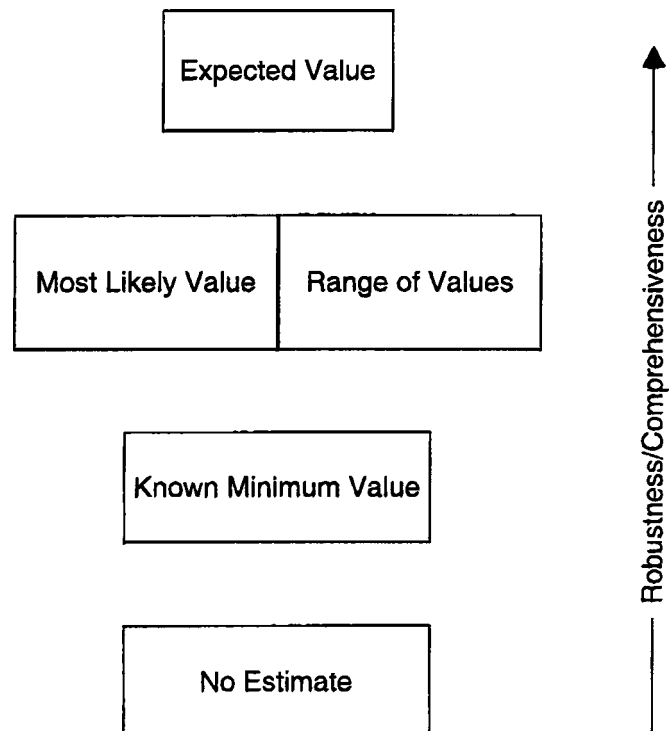 Expected Value
Most Likely Value
Range of Values
Known Minimum Value
No Estimate
Robustness/Comprehensiveness